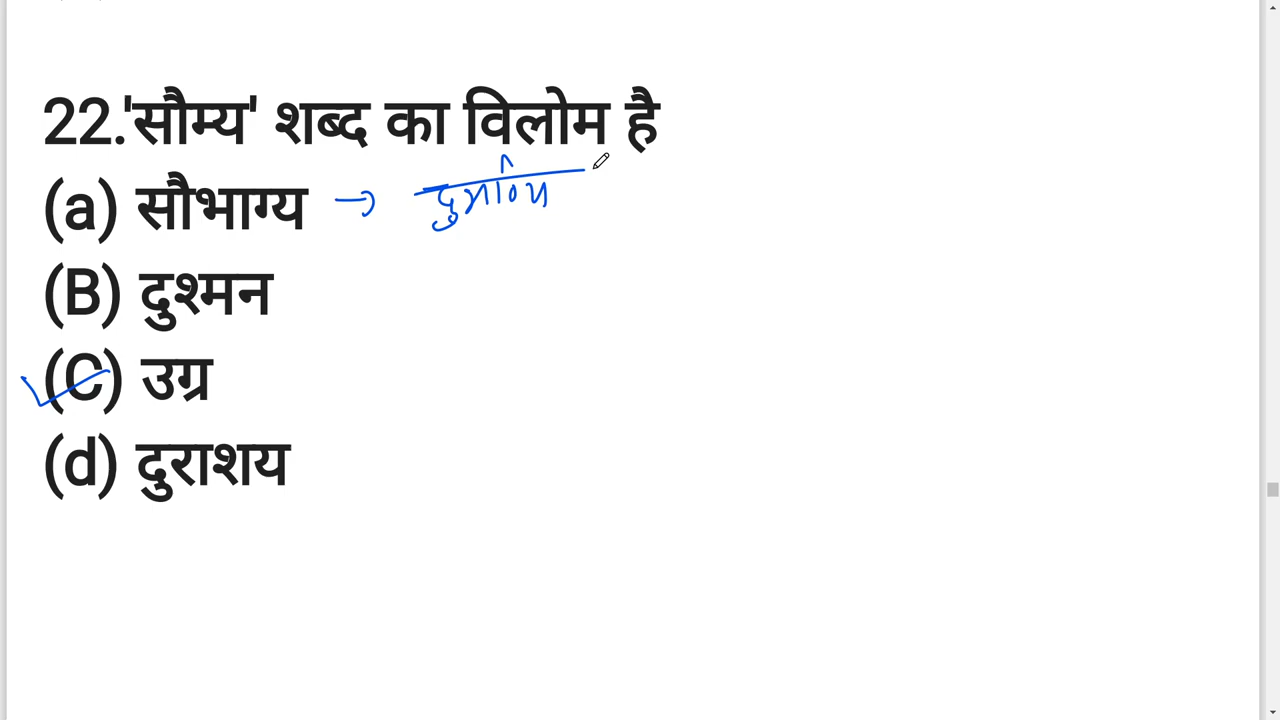 22.'सौम्य' शब्द का विलोम है
(a) सौभाग्य → दुर्भाग्य
(B) दुश्मन
(C) उग्र
(d) दुराशय